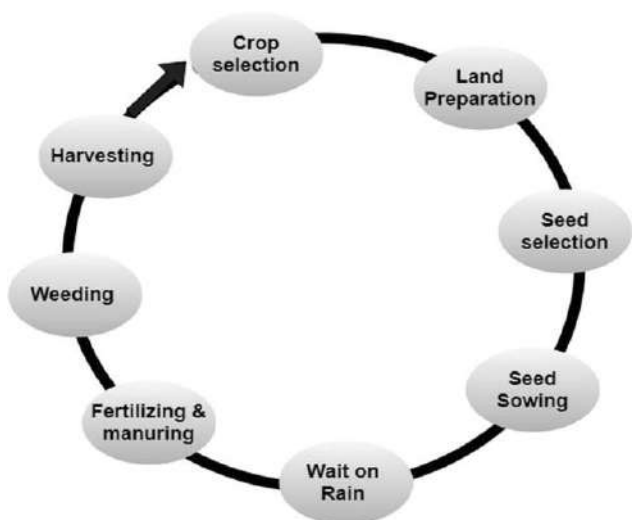 Crop
selection
Land
Preparation
Seed
selection
Seed
Sowing
Wait on
Rain
Fertilizing &
manuring
Weeding
Harvesting